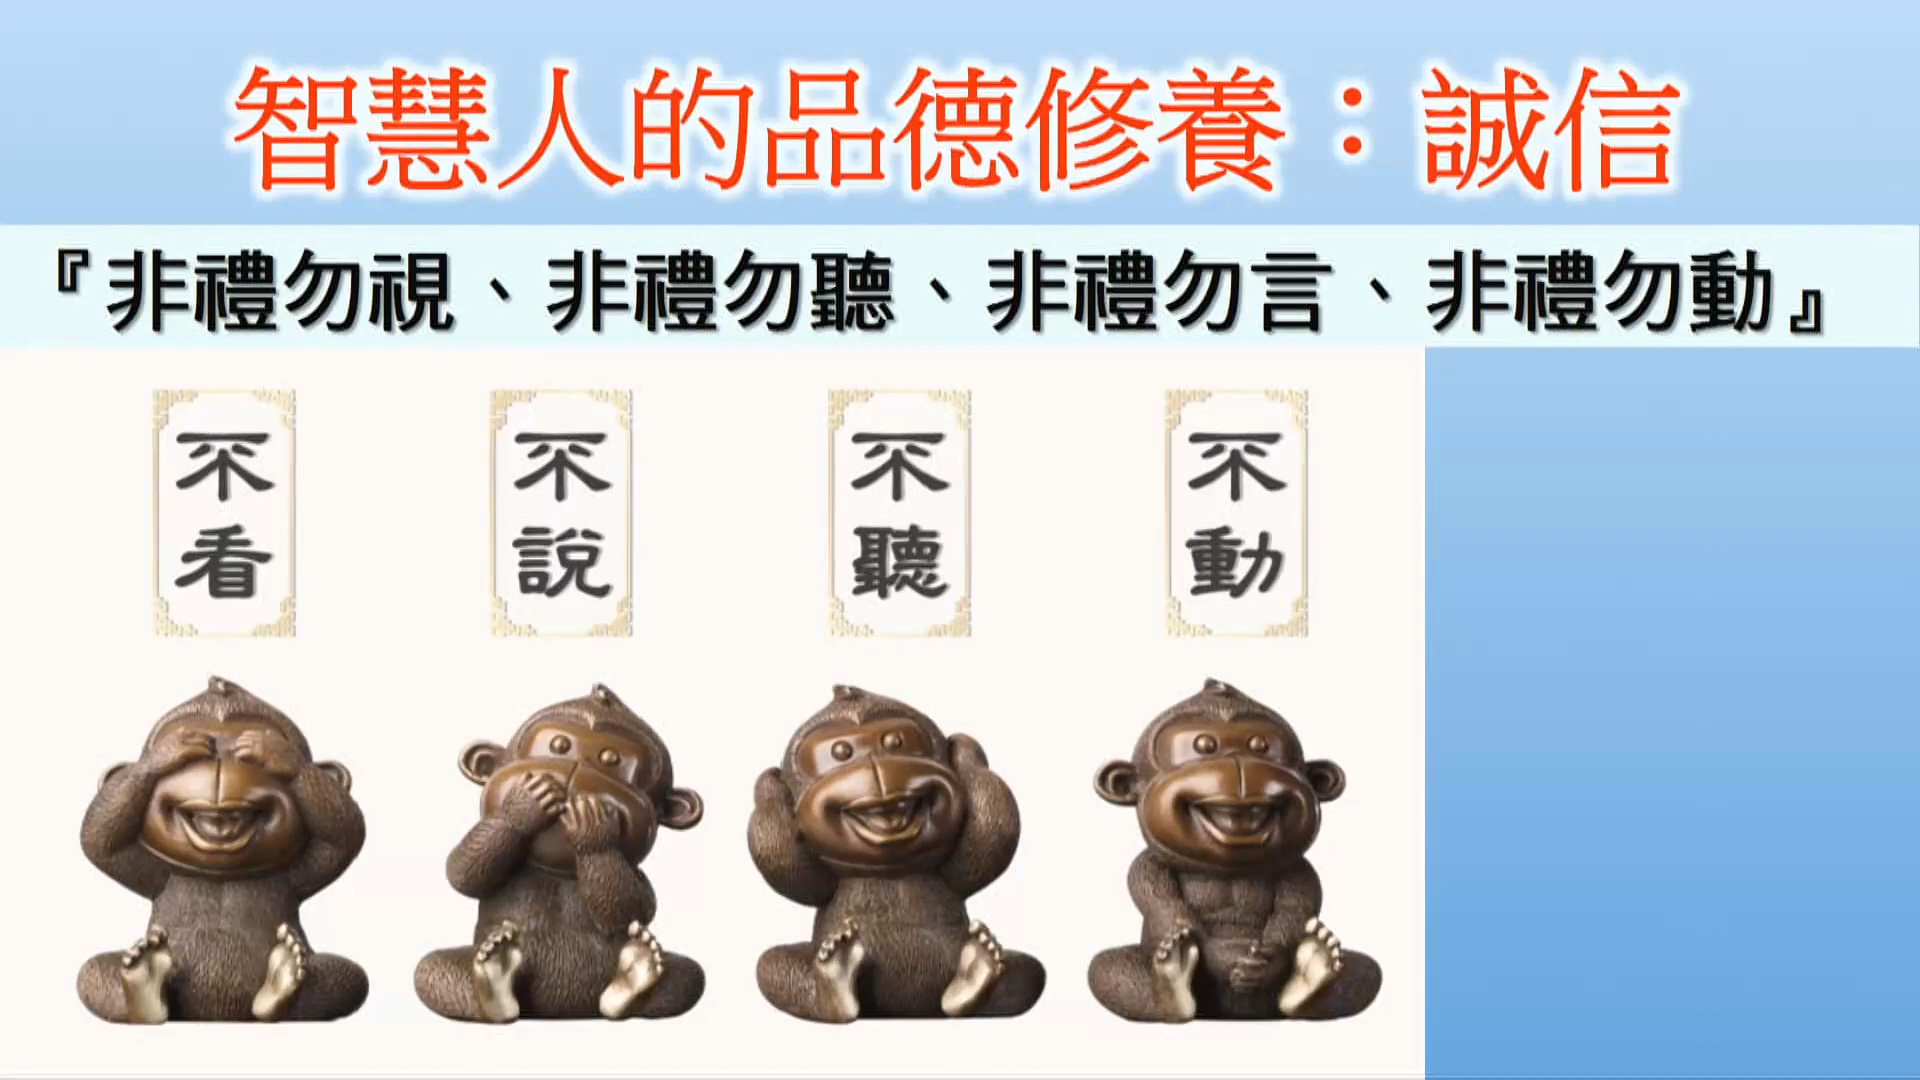 智慧人的品德修養：誠信
『非禮勿視、非禮勿聽、非禮勿言、非禮勿動』
不看
不說
不聽
不動